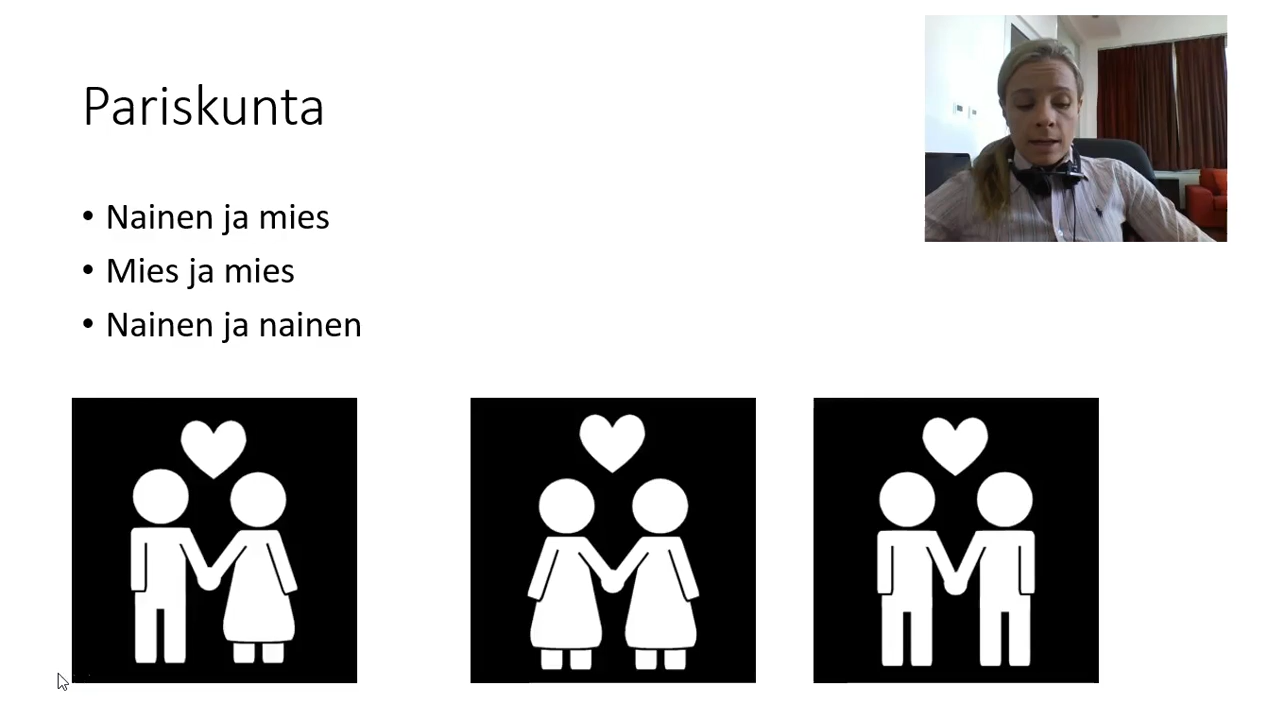 Pariskunta
• Nainen ja mies
• Mies ja mies
• Nainen ja nainen